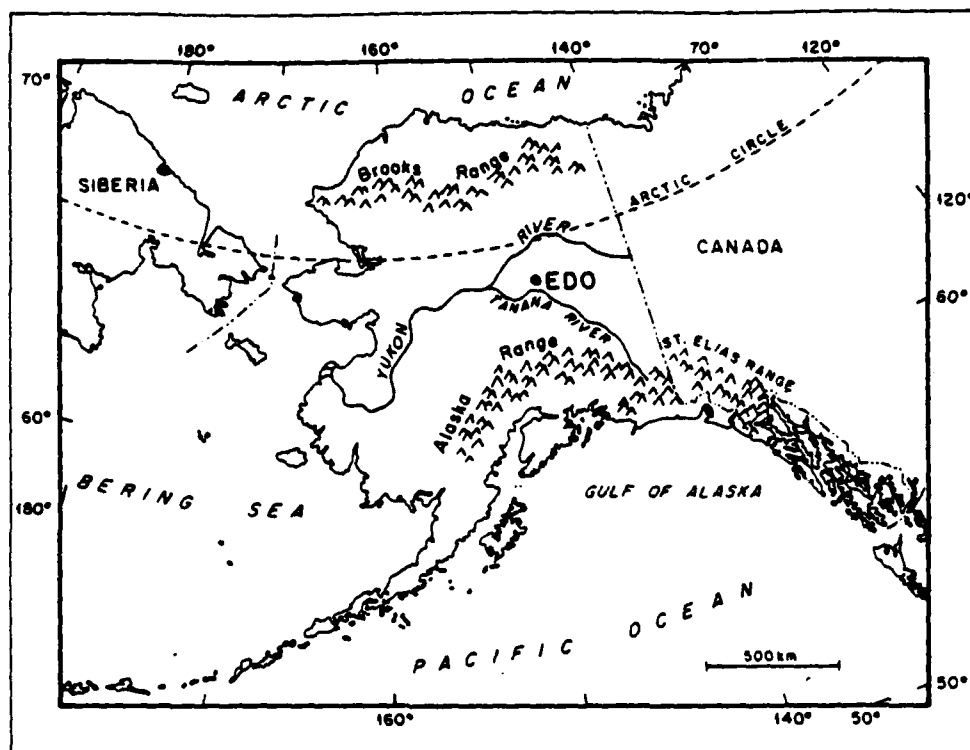 180° 160° 140° 70° 120°
70°
ARCTIC OCEAN
Brooks Range
ARCTIC CIRCLE
SIBERIA
120°
RIVER
CANADA
EDO
60°
TANANA RIVER
YUKON
ST. ELIAS RANGE
Alaska Range
60°
BERING SEA
GULF OF ALASKA
180°
PACIFIC OCEAN
500km
50°
160° 140° 50°